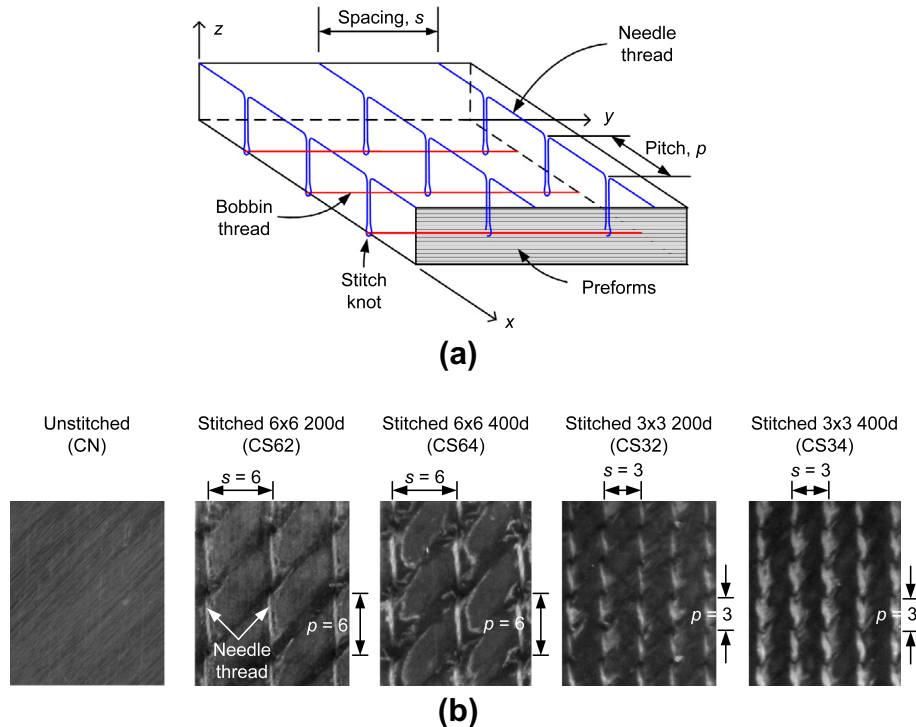 z
Spacing, s
Needle
thread
y
Pitch, p
Bobbin
thread
Stitch
knot
Preforms
x
(a)
Unstitched
(CN)
Stitched 6x6 200d
(CS62)
Stitched 6x6 400d
(CS64)
Stitched 3x3 200d
(CS32)
Stitched 3x3 400d
(CS34)
s = 6
s = 6
s = 3
s = 3
p = 6
p = 6
p = 3
p = 3
Needle
thread
(b)